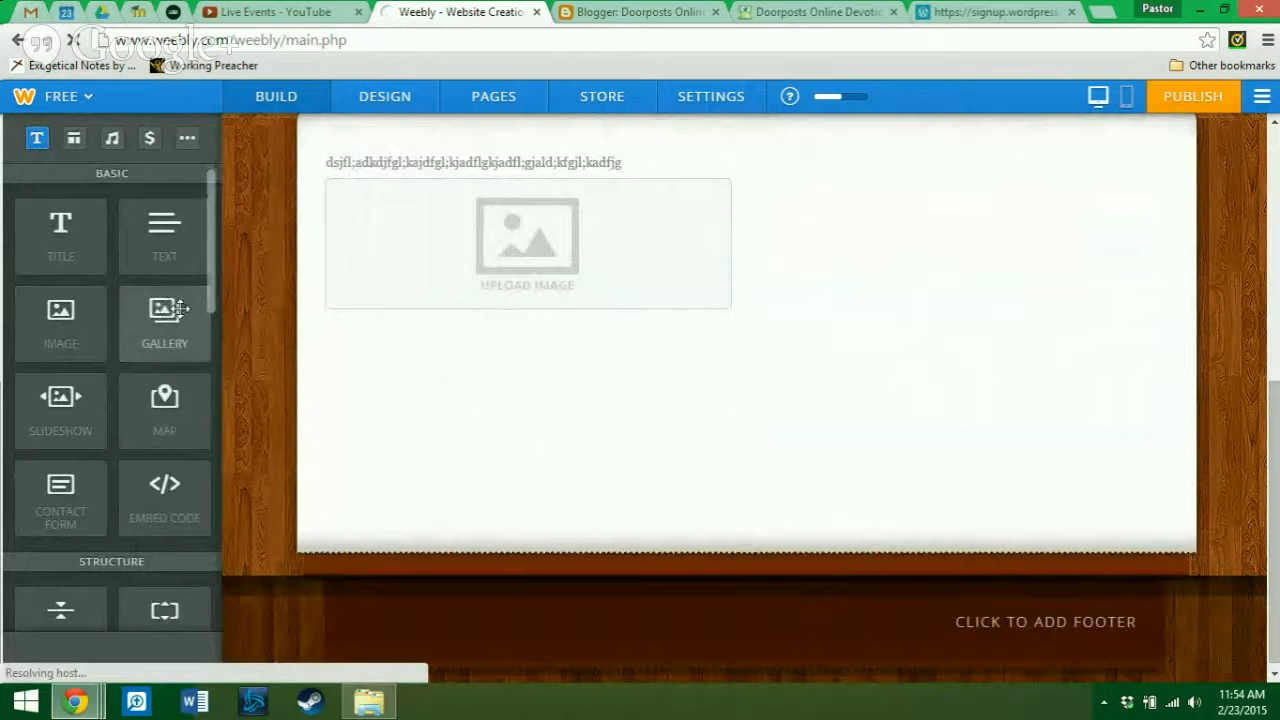 Live Events - YouTube
Weebly - Website Creatio
Blogger: Doorposts Onlin
Doorposts Online Devotio
https://signup.wordpress.
Pastor
www.weebly.com/weebly/main.php
Google+
Exegetical Notes by ...
Working Preacher
Other bookmarks
FREE
BUILD
DESIGN
PAGES
STORE
SETTINGS
?
PUBLISH
BASIC
TITLE
TEXT
IMAGE
GALLERY
SLIDESHOW
MAP
CONTACT
FORM
EMBED CODE
STRUCTURE
dsjfl;adkdjfgl;kajdfgl;kjadflgkjadfl;gjald;kfgjl;kadfjg
UPLOAD IMAGE
CLICK TO ADD FOOTER
Resolving host...
11:54 AM
2/23/2015